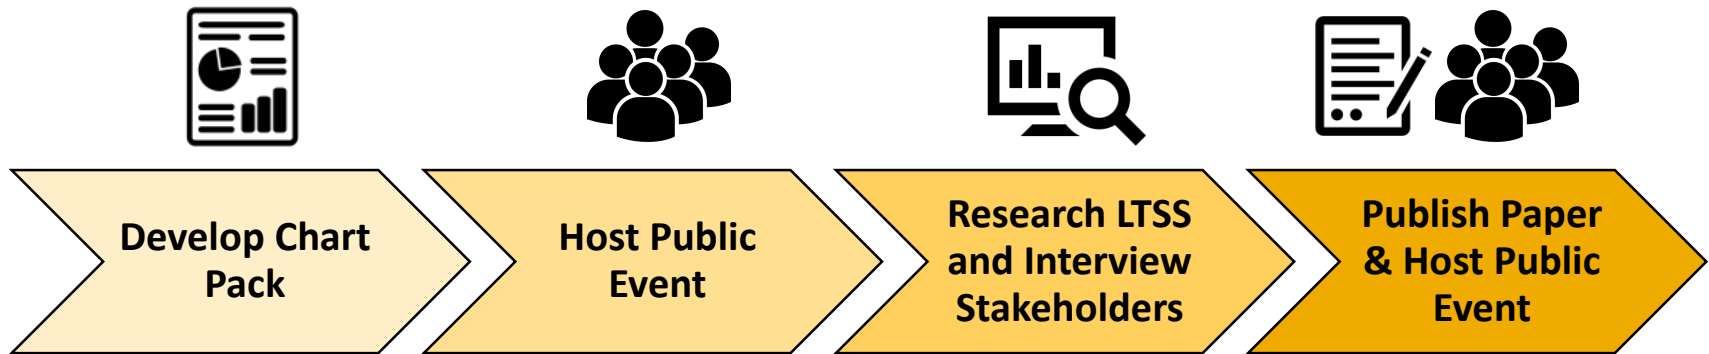 Develop Chart
Pack
Host Public
Event
Research LTSS
and Interview
Stakeholders
Publish Paper
& Host Public
Event